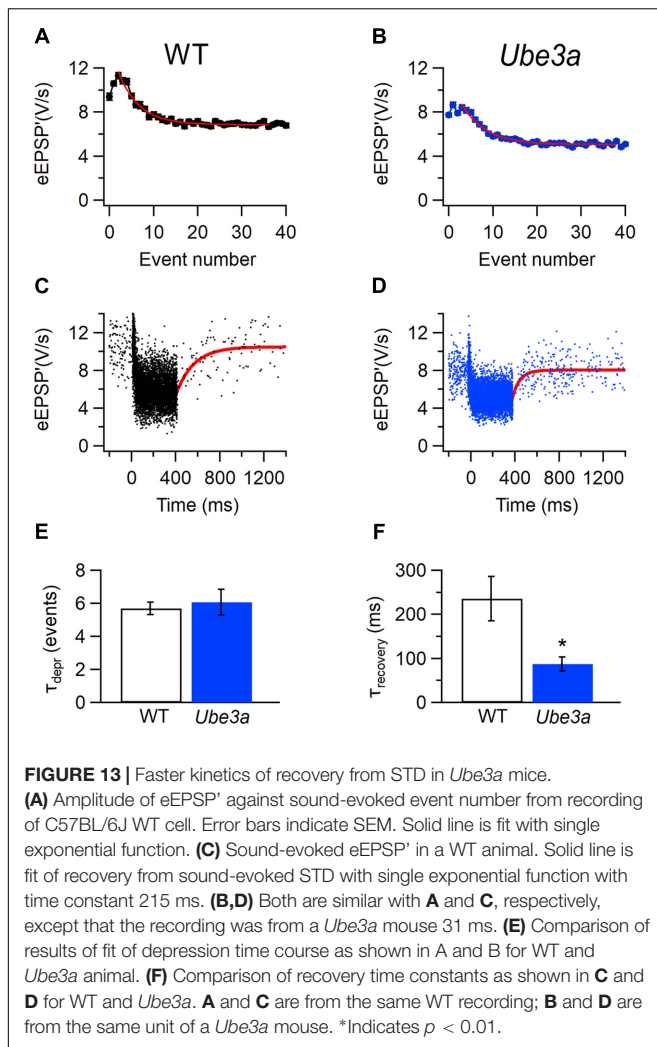 A
WT
B
Ube3a
eEPSP'(V/s)
12
8
4
0
0
10
20
30
40
Event number
eEPSP'(V/s)
12
8
4
0
0
10
20
30
40
Event number
C
D
eEPSP'(V/s)
12
8
4
0
0
400
800
1200
Time (ms)
eEPSP'(V/s)
12
8
4
0
0
400
800
1200
Time (ms)
E
F
τdepr (events)
8
6
4
2
0
WT
Ube3a
τrecovery (ms)
300
200
100
0
*
WT
Ube3a
FIGURE 13 | Faster kinetics of recovery from STD in Ube3a mice.
(A) Amplitude of eEPSP' against sound-evoked event number from recording
of C57BL/6J WT cell. Error bars indicate SEM. Solid line is fit with single
exponential function. (C) Sound-evoked eEPSP' in a WT animal. Solid line is
fit of recovery from sound-evoked STD with single exponential function with
time constant 215 ms. (B,D) Both are similar with A and C, respectively,
except that the recording was from a Ube3a mouse 31 ms. (E) Comparison of
results of fit of depression time course as shown in A and B for WT and
Ube3a animal. (F) Comparison of recovery time constants as shown in C and
D for WT and Ube3a. A and C are from the same WT recording; B and D are
from the same unit of a Ube3a mouse. *Indicates p < 0.01.